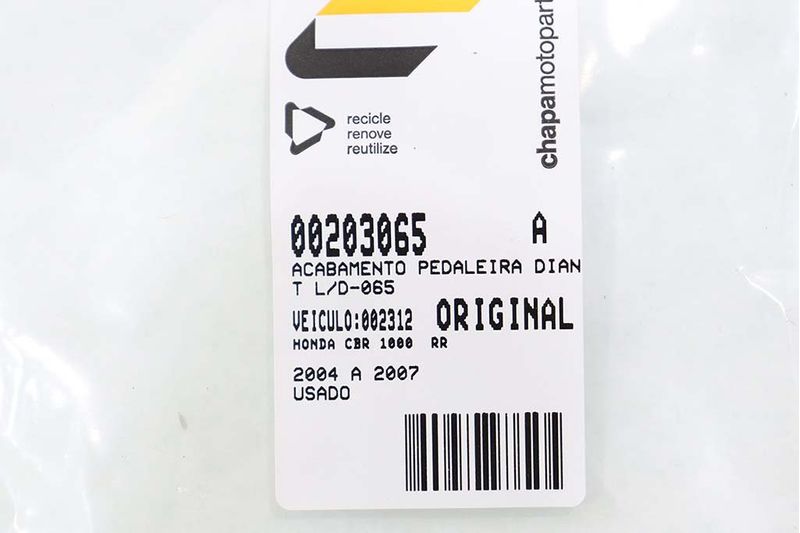 chapamotopart
recicle
renove
reutilize
00203065 A
ACABAMENTO PEDALEIRA DIAN
T L/D-065
VEICULO:002312 ORIGINAL
HONDA CBR 1000 RR
2004 A 2007
USADO